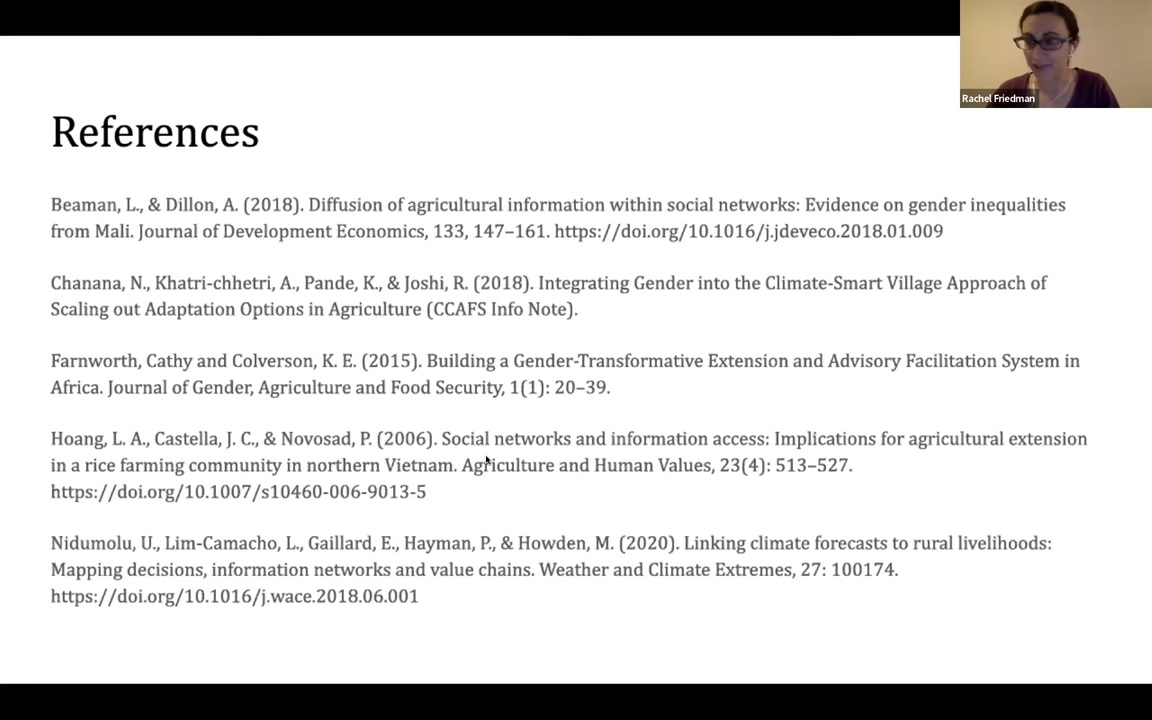 Rachel Friedman
References
Beaman, L., & Dillon, A. (2018). Diffusion of agricultural information within social networks: Evidence on gender inequalities
from Mali. Journal of Development Economics, 133, 147–161. https://doi.org/10.1016/j.jdeveco.2018.01.009
Chanana, N., Khatri-chhetri, A., Pande, K., & Joshi, R. (2018). Integrating Gender into the Climate-Smart Village Approach of
Scaling out Adaptation Options in Agriculture (CCAFS Info Note).
Farnworth, Cathy and Colverson, K. E. (2015). Building a Gender-Transformative Extension and Advisory Facilitation System in
Africa. Journal of Gender, Agriculture and Food Security, 1(1): 20–39.
Hoang, L. A., Castella, J. C., & Novosad, P. (2006). Social networks and information access: Implications for agricultural extension
in a rice farming community in northern Vietnam. Agriculture and Human Values, 23(4): 513–527.
https://doi.org/10.1007/s10460-006-9013-5
Nidumolu, U., Lim-Camacho, L., Gaillard, E., Hayman, P., & Howden, M. (2020). Linking climate forecasts to rural livelihoods:
Mapping decisions, information networks and value chains. Weather and Climate Extremes, 27: 100174.
https://doi.org/10.1016/j.wace.2018.06.001